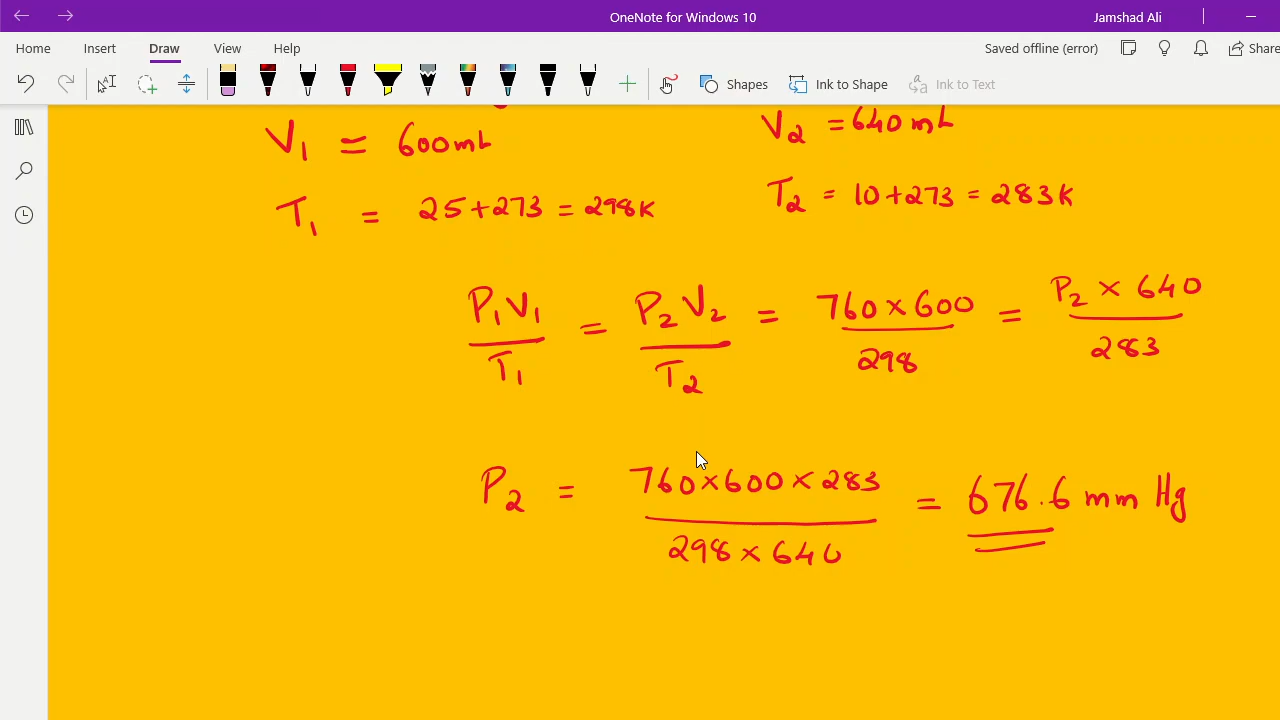 OneNote for Windows 10
Jamshad Ali
Home Insert Draw View Help
Saved offline (error)
Share
Shapes
Ink to Shape
Ink to Text
V₁ = 600mL
V₂ = 640mL
T₁ = 25+273 = 298K
T₂ = 10+273 = 283K
P₁V₁/T₁ = P₂V₂/T₂ = 760×600/298 = P₂×640/283
P₂ = 760×600×283/298×640 = 676.6 mm Hg